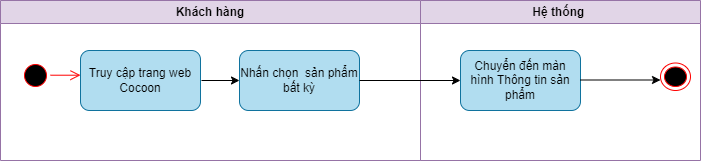 Khách hàng
Hệ thống
Truy cập trang web
Cocoon
Nhấn chọn sản phẩm
bất kỳ
Chuyển đến màn
hình Thông tin sản
phẩm